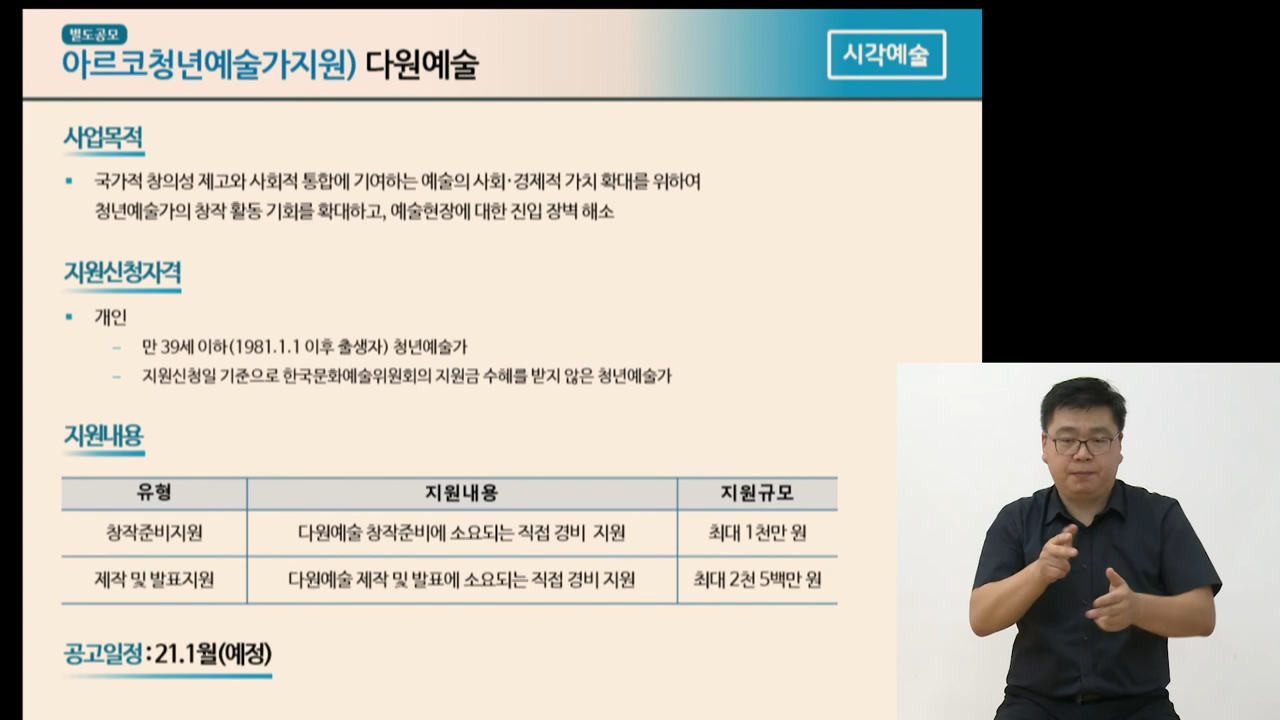 별도공모
아르코청년예술가지원) 다원예술
시각예술
사업목적
▪ 국가적 창의성 제고와 사회적 통합에 기여하는 예술의 사회·경제적 가치 확대를 위하여
청년예술가의 창작 활동 기회를 확대하고, 예술현장에 대한 진입 장벽 해소
지원신청자격
▪ 개인
– 만 39세 이하(1981.1.1 이후 출생자) 청년예술가
– 지원신청일 기준으로 한국문화예술위원회의 지원금 수혜를 받지 않은 청년예술가
지원내용
유형 지원내용 지원규모
창작준비지원 다원예술 창작준비에 소요되는 직접 경비 지원 최대 1천만 원
제작 및 발표지원 다원예술 제작 및 발표에 소요되는 직접 경비 지원 최대 2천 5백만 원
공고일정 : 21.1월(예정)